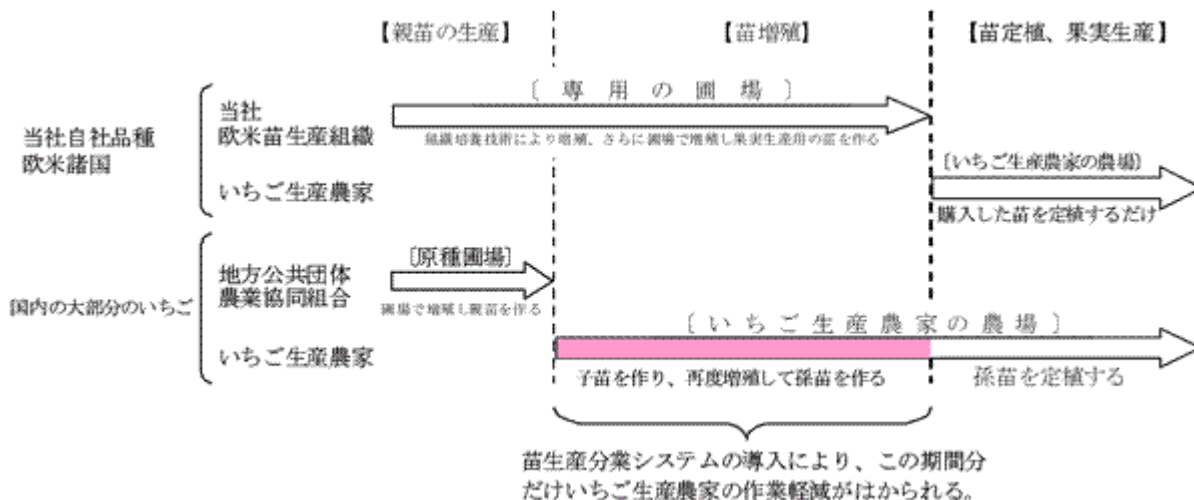 【親苗の生産】
【苗増殖】
【苗定植、果実生産】
〔専用の圃場〕
当社
欧米苗生産組織
組織培養技術により増殖、さらに圃場で増殖し果実生産用の苗を作る
当社自社品種
欧米諸国
〔いちご生産農家の農場〕
いちご生産農家
購入した苗を定植するだけ
〔原種圃場〕
地方公共団体
農業協同組合
圃場で増殖し親苗を作る
国内の大部分のいちご
〔いちご生産農家の農場〕
いちご生産農家
子苗を作り、再度増殖して孫苗を作る
孫苗を定植する
苗生産分業システムの導入により、この期間分
だけいちご生産農家の作業軽減がはかられる。